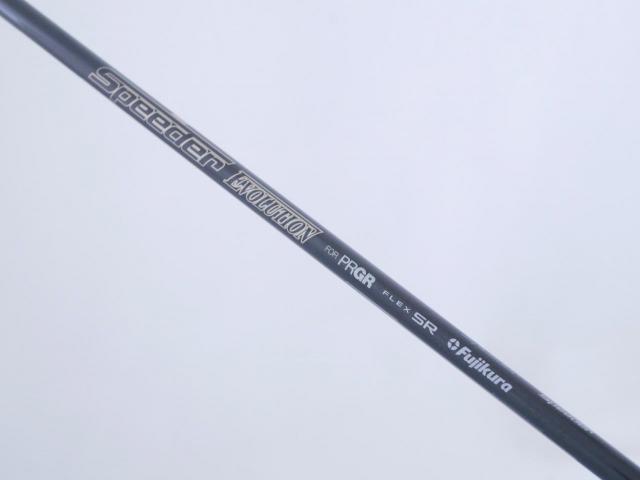 Speeder EVOLUTION FOR PRGR FLEX SR Fujikura